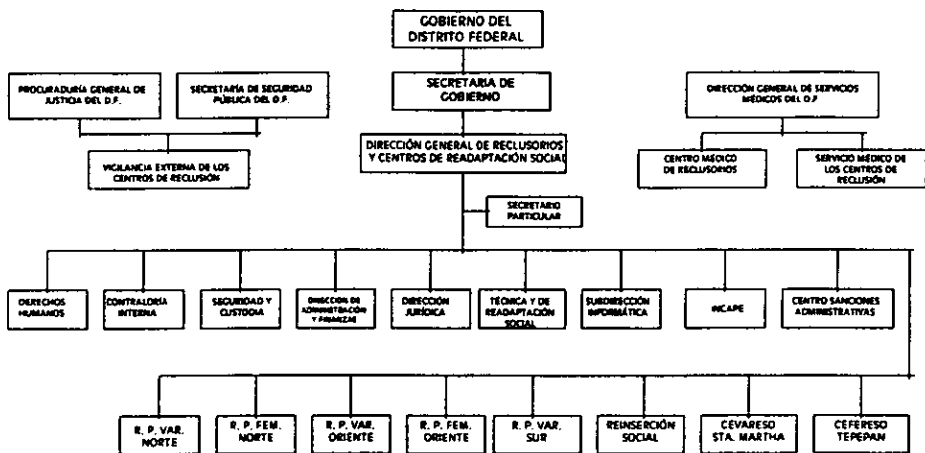 GOBIERNO DEL
DISTRITO FEDERAL
PROCURADURÍA GENERAL DE
JUSTICIA DEL D.F.
SECRETARÍA DE SEGURIDAD
PÚBLICA DEL D.F.
SECRETARIA DE
GOBIERNO
DIRECCIÓN GENERAL DE SERVICIOS
MÉDICOS DEL D.F
VIGILANCIA EXTERNA DE LOS
CENTROS DE RECLUSIÓN
DIRECCIÓN GENERAL DE RECLUSORIOS
Y CENTROS DE READAPTACIÓN SOCIAL
CENTRO MÉDICO
DE RECLUSORIOS
SERVICIO MÉDICO DE
LOS CENTROS DE
RECLUSIÓN
SECRETARIO
PARTICULAR
DERECHOS
HUMANOS
CONTRALORÍA
INTERNA
SEGURIDAD Y
CUSTODIA
DIRECCION DE
ADMINISTRACIÓN
Y FINANZAS
DIRECCIÓN
JURÍDICA
TÉCNICA Y DE
READAPTACIÓN
SOCIAL
SUBDIRECCIÓN
INFORMÁTICA
INCAPE
CENTRO SANCIONES
ADMINISTRATIVAS
R. P. VAR.
NORTE
R. P. FEM.
NORTE
R. P. VAR.
ORIENTE
R. P. FEM.
ORIENTE
R. P. VAR.
SUR
REINSERCIÓN
SOCIAL
CEVARESO
STA. MARTHA
CEFERESO
TEPEPAN